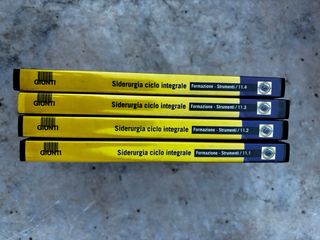 GIUNTI Siderurgia ciclo integrale Formazione - Strumenti / 11.4
GIUNTI Siderurgia ciclo integrale Formazione - Strumenti / 11.3
GIUNTI Siderurgia ciclo integrale Formazione - Strumenti / 11.2
GIUNTI Siderurgia ciclo integrale Formazione - Strumenti / 11.1